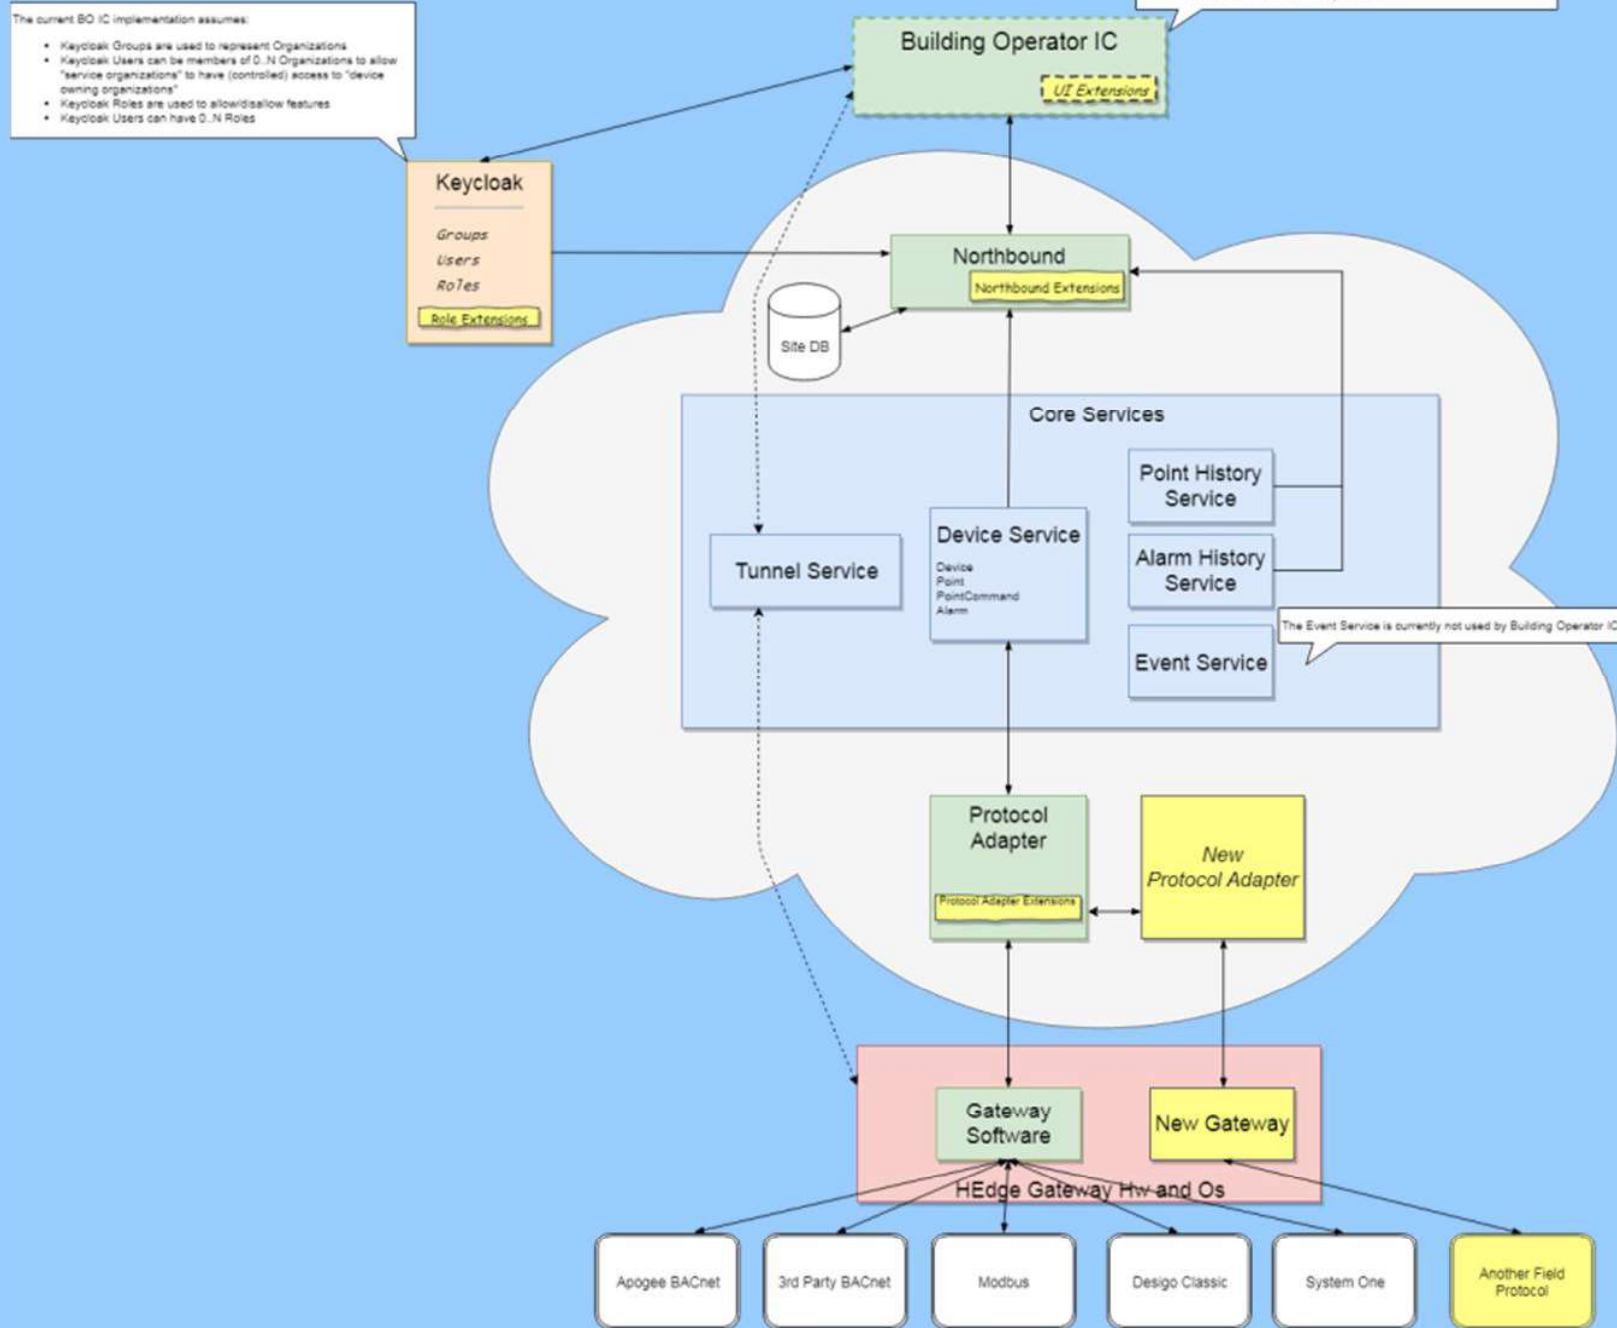 The current BO IC implementation assumes:
• Keycloak Groups are used to represent Organizations
• Keycloak Users can be members of 0..N Organizations to allow
"service organizations" to have (controlled) access to "device
owning organizations"
• Keycloak Roles are used to allow/disallow features
• Keycloak Users can have 0..N Roles
Building Operator IC
UI Extensions
Keycloak
Groups
Users
Roles
Role Extensions
Northbound
Northbound Extensions
Site DB
Core Services
Point History
Service
Device Service
Device
Point
PointCommand
Alarm
Tunnel Service
Alarm History
Service
The Event Service is currently not used by Building Operator IC
Event Service
Protocol
Adapter
Protocol Adapter Extensions
New
Protocol Adapter
Gateway
Software
New Gateway
HEdge Gateway Hw and Os
Apogee BACnet
3rd Party BACnet
Modbus
Desigo Classic
System One
Another Field
Protocol